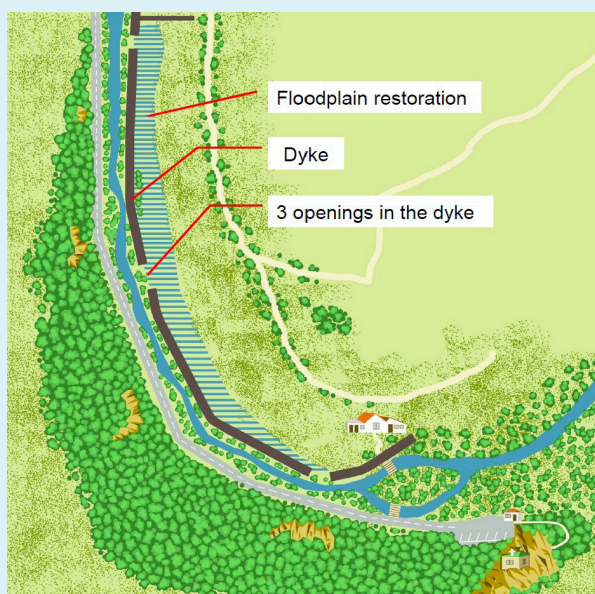 Floodplain restoration
Dyke
3 openings in the dyke